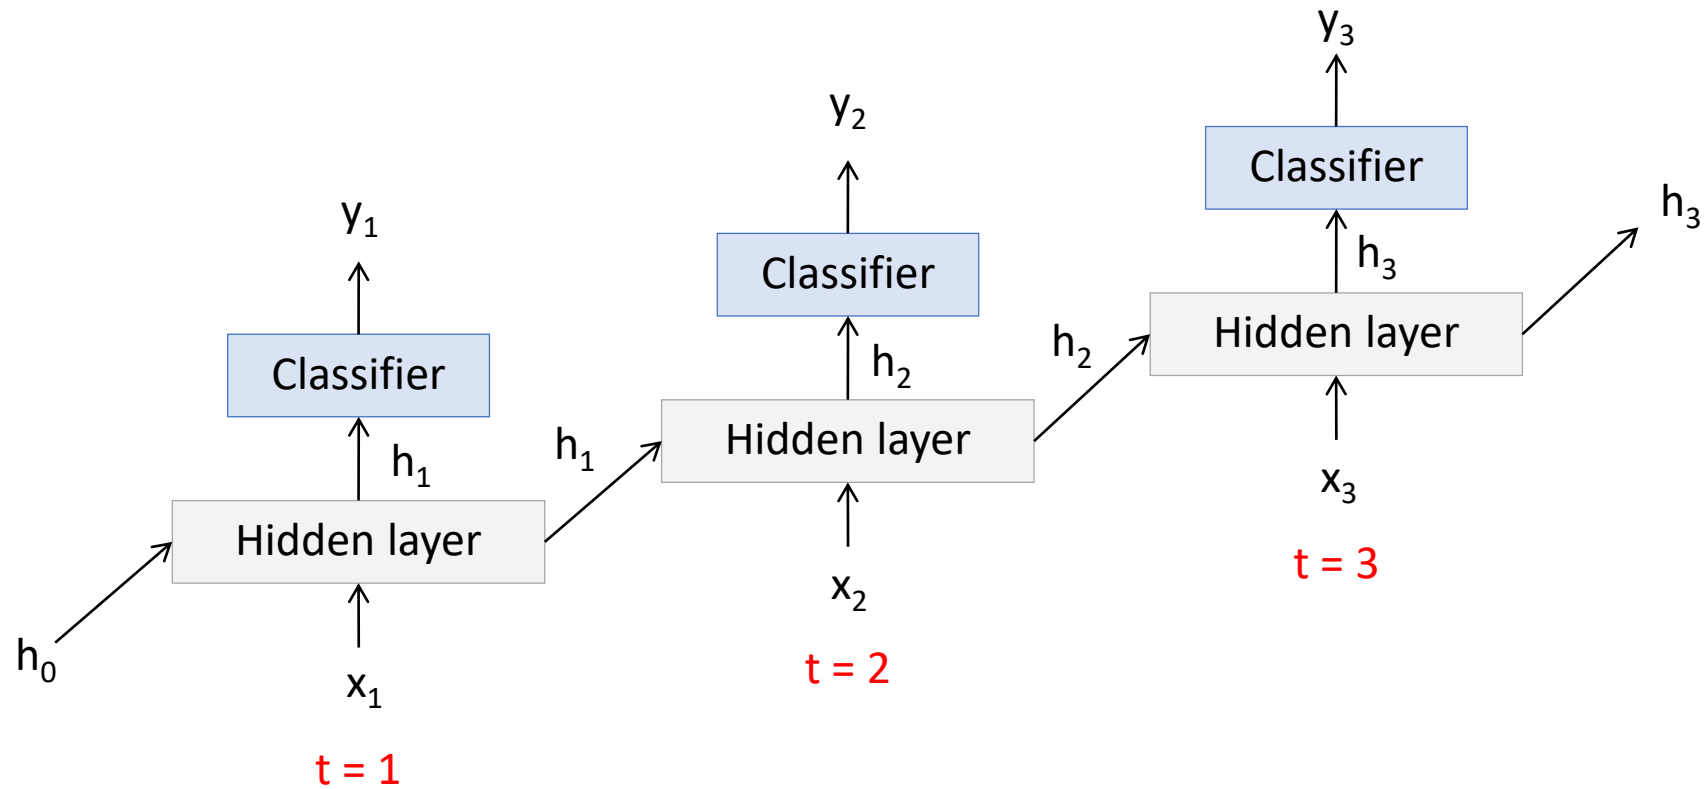 y₃
y₂
Classifier
h₃
y₁
h₃
Classifier
Hidden layer
h₂
h₂
Classifier
Hidden layer
h₁
h₁
x₃
Hidden layer
t = 3
x₂
h₀
t = 2
x₁
t = 1